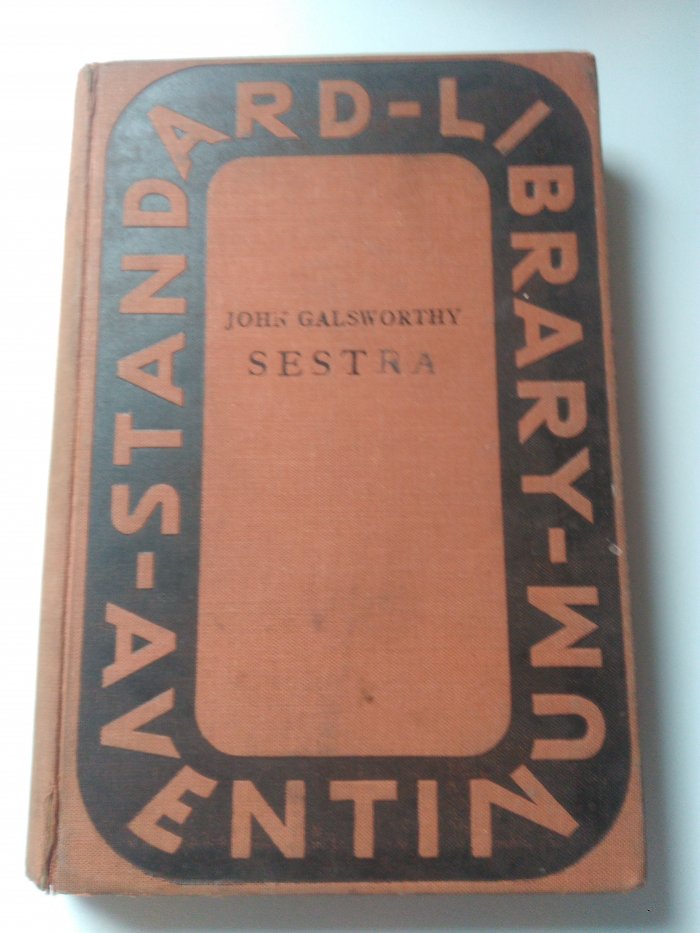 STANDARD-LIBRARY
JOHN GALSWORTHY
SESTRA
AVENTINUM